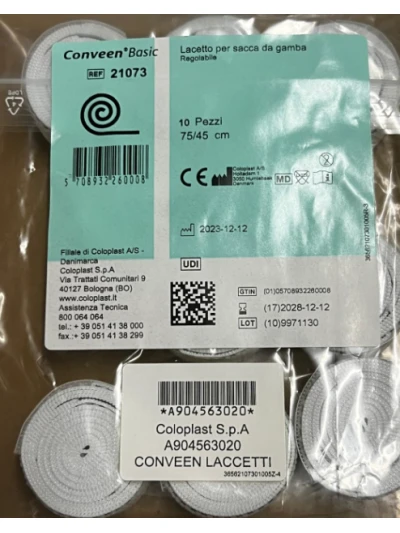 Conveen® Basic
REF 21073
Lacetto per sacca da gamba
Regolabile
10 Pezzi
75/45 cm
5 708932 260008
CE
Coloplast A/S
Holtedam 1
3050 Humlebaek
Denmark
MD
2023-12-12
UDI
Filiale di Coloplast A/S -
Danimarca
Coloplast S.p.A
Via Trattati Comunitari 9
40127 Bologna (BO)
www.coloplast.it
Assistenza Tecnica
800 064 064
tel.: + 39 051 41 38 000
fax.: + 39 051 41 38 299
GTIN (01)05708932260008
(17)2028-12-12
LOT (10)9971130
*A904563020*
Coloplast S.p.A
A904563020
CONVEEN LACCETTI
36562107301005Z-4